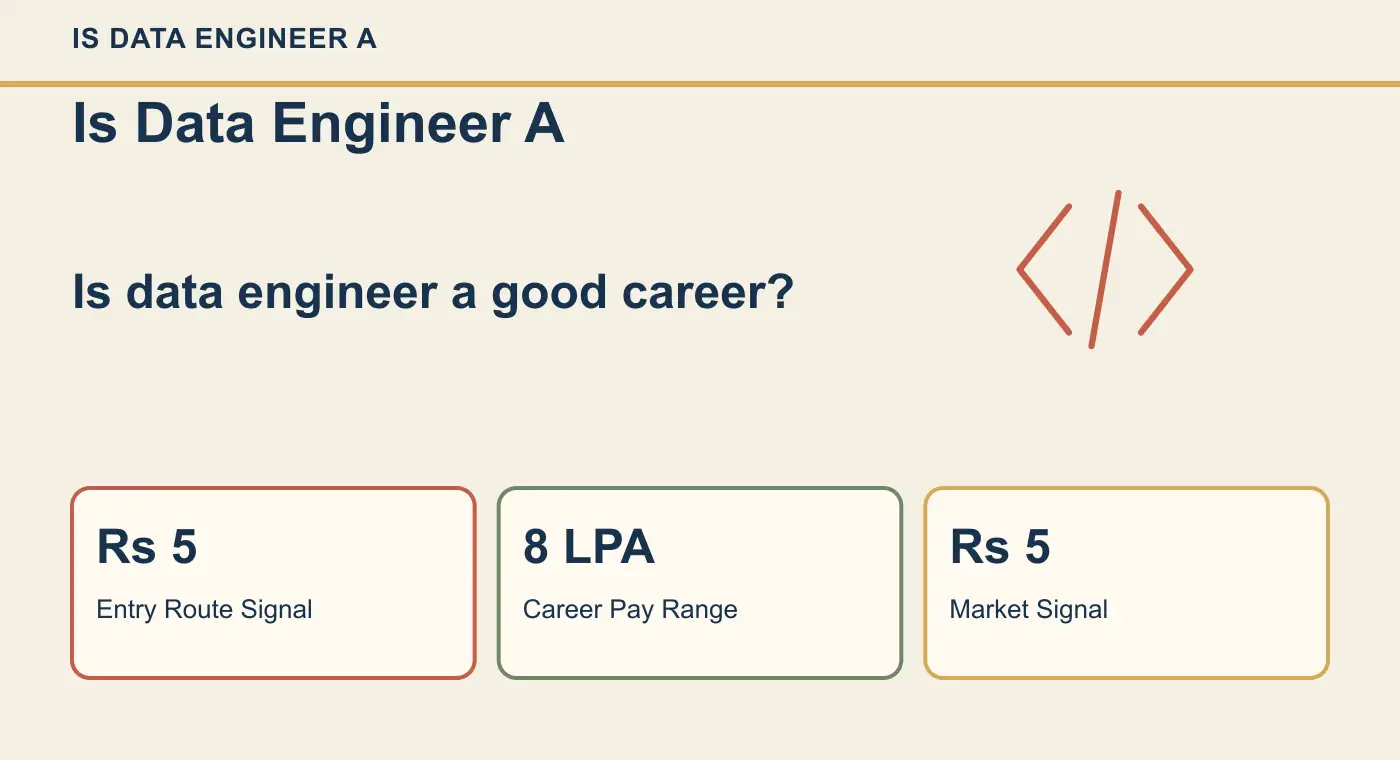 IS DATA ENGINEER A
Is Data Engineer A
Is data engineer a good career?
Rs 5
Entry Route Signal
8 LPA
Career Pay Range
Rs 5
Market Signal